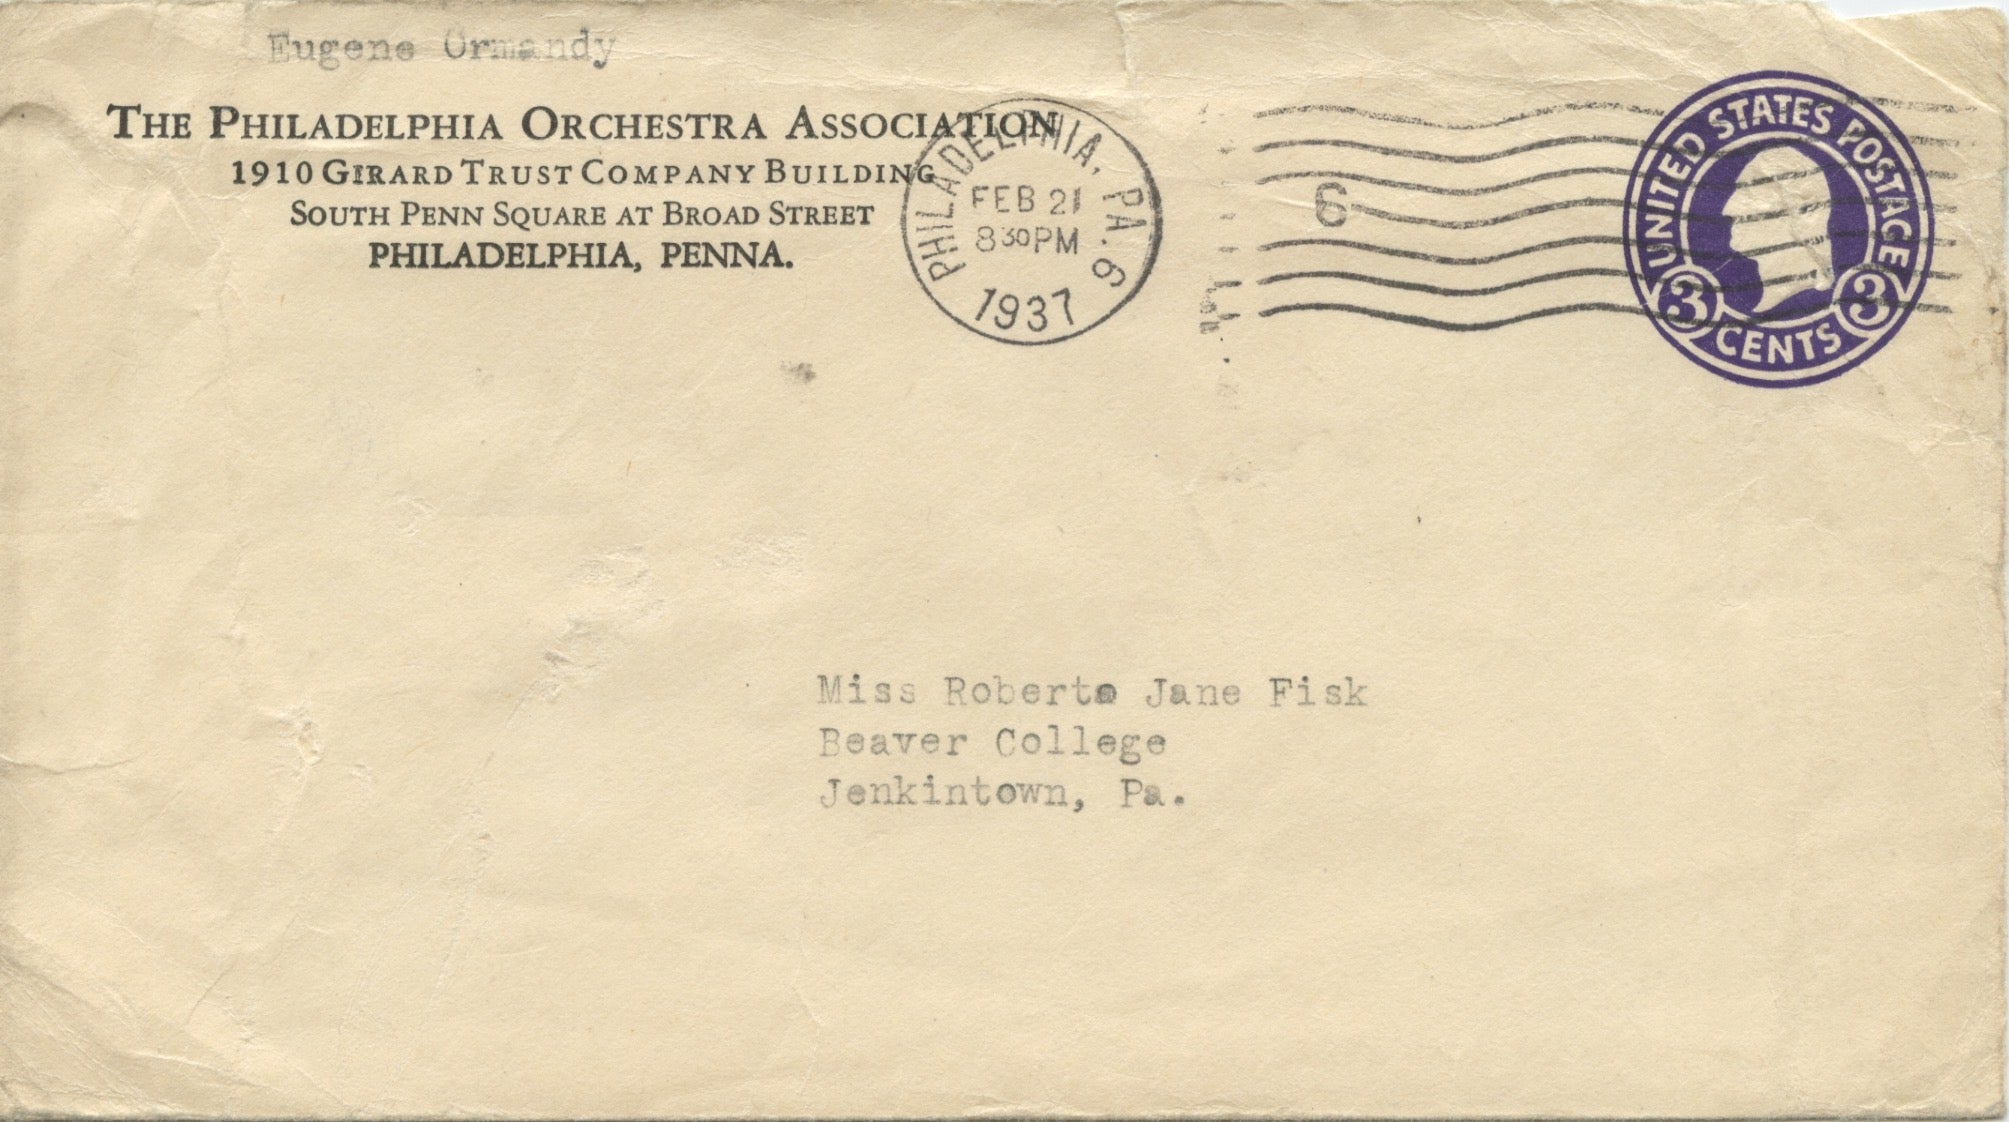 Eugene Ormandy
THE PHILADELPHIA ORCHESTRA ASSOCIATION
1910 GIRARD TRUST COMPANY BUILDING
SOUTH PENN SQUARE AT BROAD STREET
PHILADELPHIA, PENNA.
PHILADELPHIA, PA. 6
FEB 21
8 30 PM
1937
6
UNITED STATES POSTAGE
3 CENTS 3
Miss Roberta Jane Fisk
Beaver College
Jenkintown, Pa.